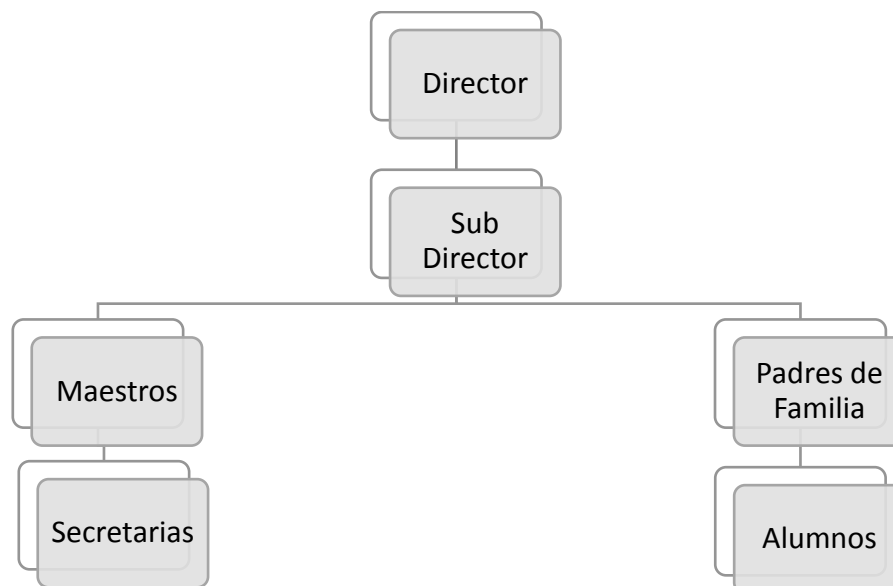 Director
Sub
Director
Maestros
Padres de
Familia
Secretarias
Alumnos